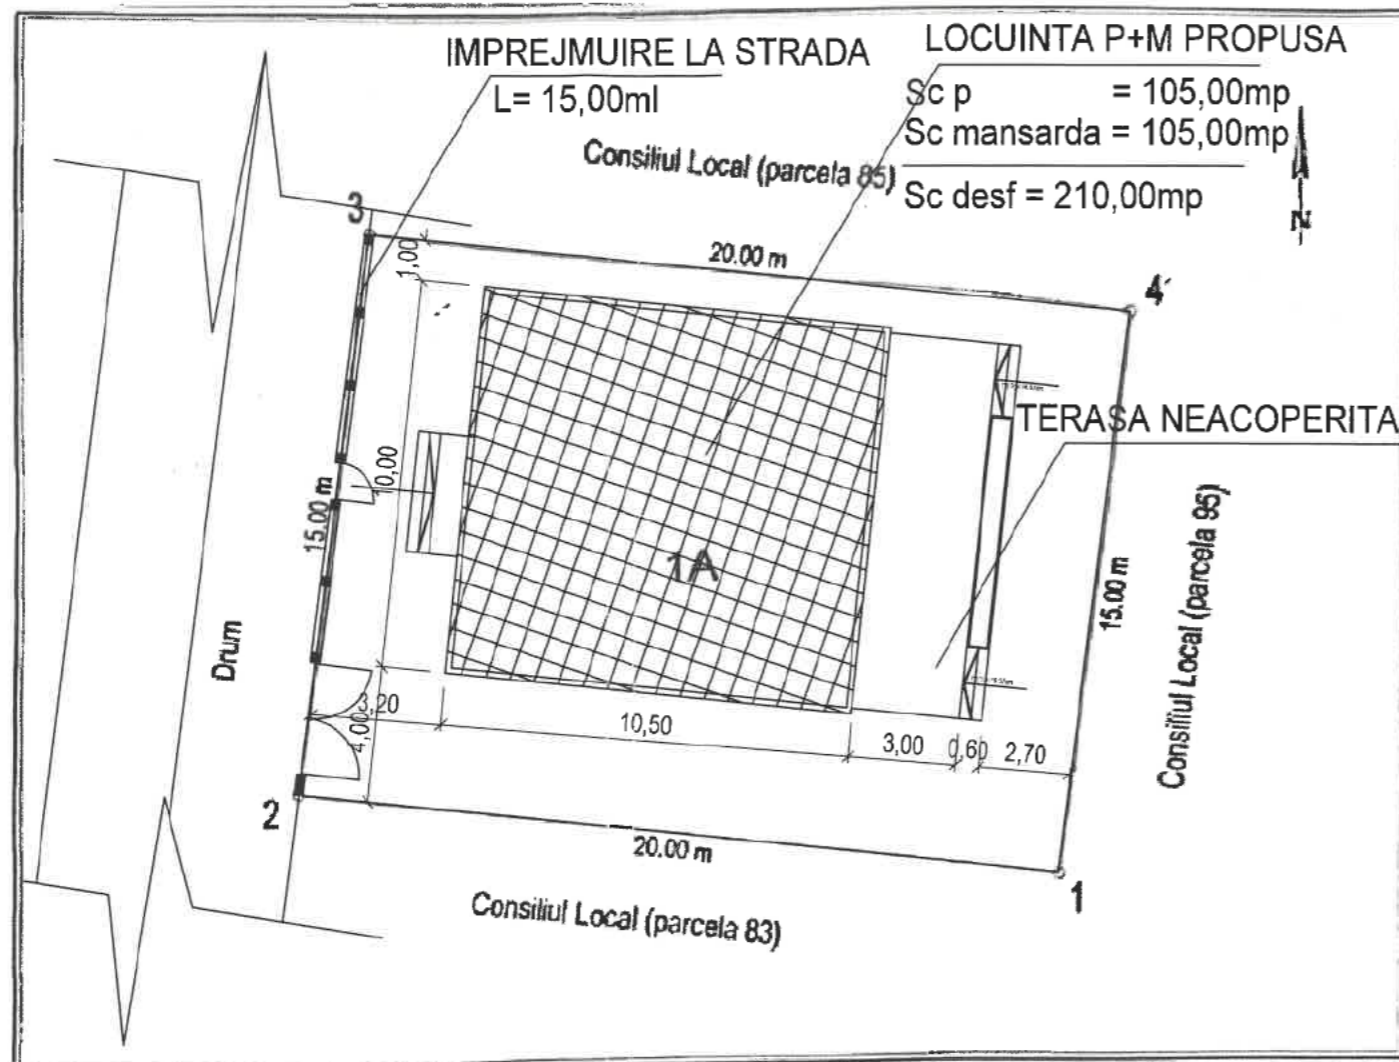 IMPREJMUIRE LA STRADA
L= 15,00ml
LOCUINTA P+M PROPUSA
Sc p = 105,00mp
Sc mansarda = 105,00mp
Sc desf = 210,00mp
N
Consiliul Local (parcela 85)
3
1,00
20.00 m
4
TERASA NEACOPERITA
10,00
15.00 m
1A
15.00 m
Consiliul Local (parcela 95)
Drum
3,20
4,00
10,50
3,00
0,60
2,70
2
20.00 m
1
Consiliul Local (parcela 83)